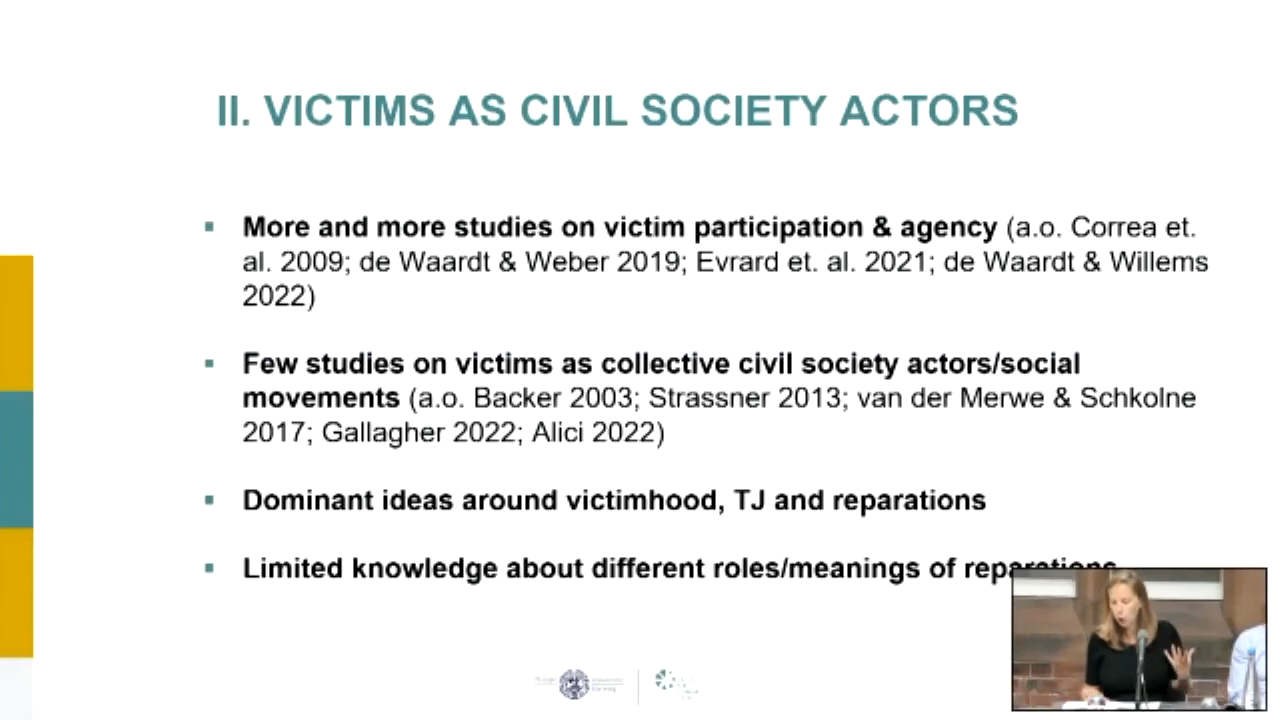 II. VICTIMS AS CIVIL SOCIETY ACTORS
▪ More and more studies on victim participation & agency (a.o. Correa et.
al. 2009; de Waardt & Weber 2019; Evrard et. al. 2021; de Waardt & Willems
2022)
▪ Few studies on victims as collective civil society actors/social
movements (a.o. Backer 2003; Strassner 2013; van der Merwe & Schkolne
2017; Gallagher 2022; Alici 2022)
▪ Dominant ideas around victimhood, TJ and reparations
▪ Limited knowledge about different roles/meanings of reparations